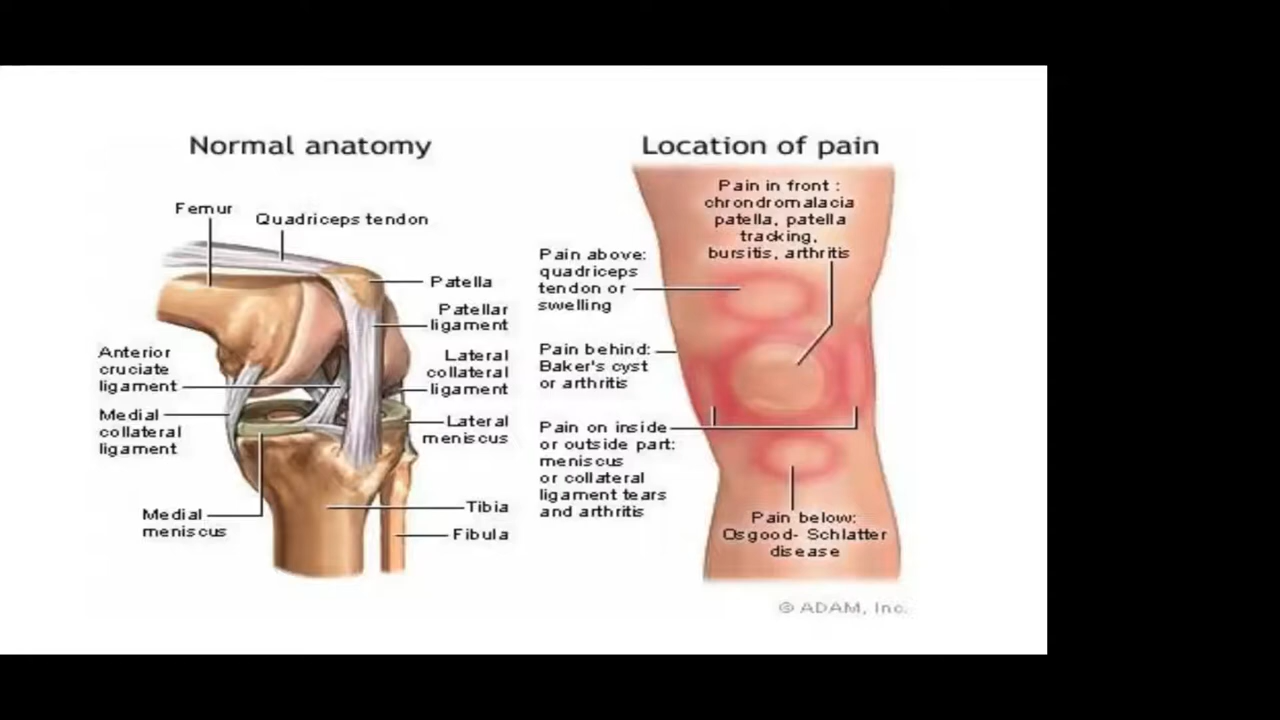 Normal anatomy
Femur
Quadriceps tendon
Patella
Patellar
ligament
Anterior
cruciate
ligament
Lateral
collateral
ligament
Medial
collateral
ligament
Lateral
meniscus
Medial
meniscus
Tibia
Fibula
Location of pain
Pain in front :
chrondromalacia
patella, patella
tracking,
bursitis, arthritis
Pain above:
quadriceps
tendon or
swelling
Pain behind:
Baker's cyst
or arthritis
Pain on inside
or outside part:
meniscus
or collateral
ligament tears
and arthritis
Pain below:
Osgood- Schlatter
disease
© ADAM, Inc.